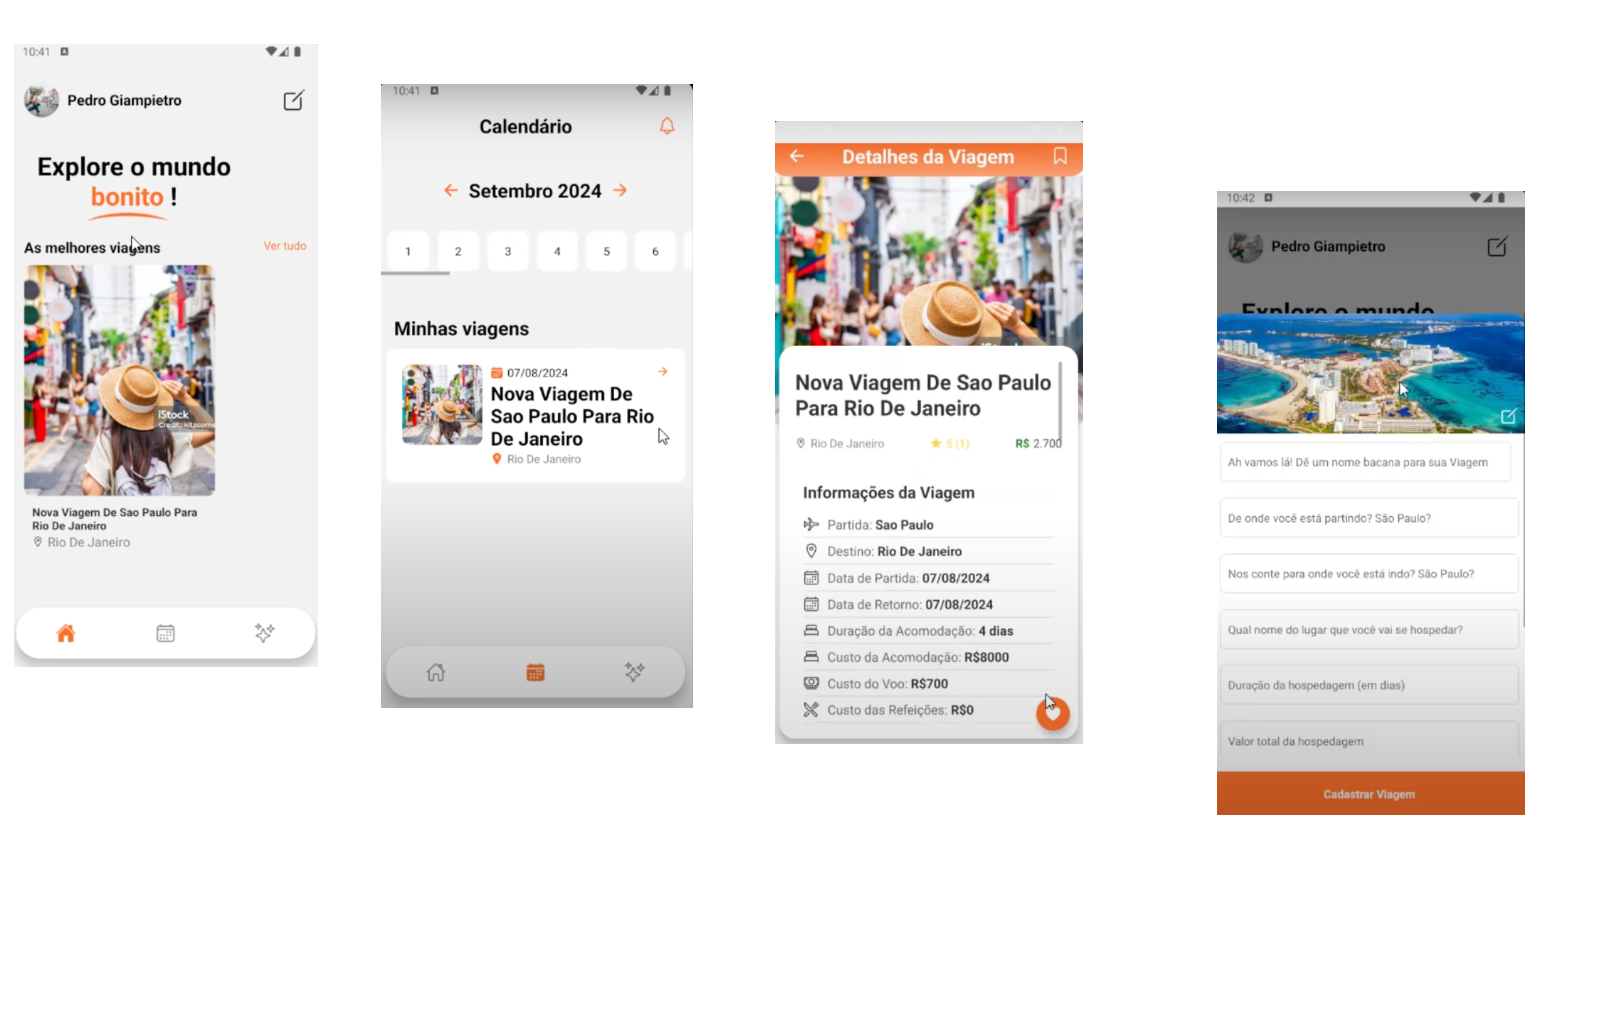 10:41
Pedro Giampietro
Explore o mundo
bonito !
As melhores viagens
Ver tudo
iStock
Nova Viagem De Sao Paulo Para
Rio De Janeiro
Rio De Janeiro
10:41
Calendário
Setembro 2024
1 2 3 4 5 6
Minhas viagens
07/08/2024
Nova Viagem De
Sao Paulo Para Rio
De Janeiro
Rio De Janeiro
Detalhes da Viagem
Nova Viagem De Sao Paulo
Para Rio De Janeiro
Rio De Janeiro
5 (1)
R$ 2.700
Informações da Viagem
Partida: Sao Paulo
Destino: Rio De Janeiro
Data de Partida: 07/08/2024
Data de Retorno: 07/08/2024
Duração da Acomodação: 4 dias
Custo da Acomodação: R$8000
Custo do Voo: R$700
Custo das Refeições: R$0
10:42
Pedro Giampietro
Explore o mundo
Ah vamos lá! Dê um nome bacana para sua Viagem
De onde você está partindo? São Paulo?
Nos conte para onde você está indo? São Paulo?
Qual nome do lugar que você vai se hospedar?
Duração da hospedagem (em dias)
Valor total da hospedagem
Cadastrar Viagem